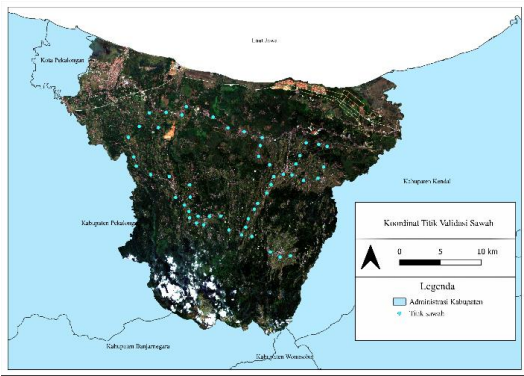 Laut Jawa
Kota Pekalongan
Kabupaten Kendal
Kabupaten Pekalongan
Koordinat Titik Validasi Sawah
0 5 10 km
Legenda
Administrasi Kabupaten
Titik sawah
Kabupaten Banjarnegara
Kabupaten Wonosobo